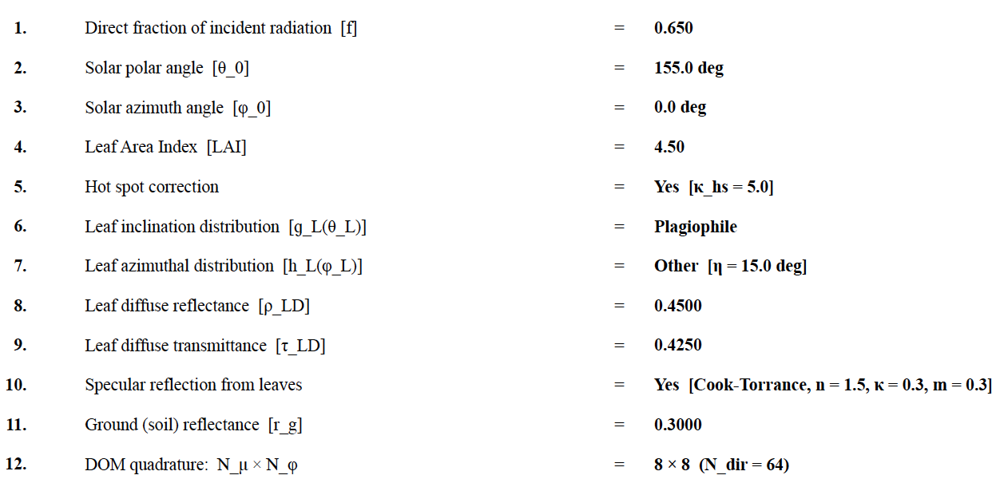 1. Direct fraction of incident radiation [f] = 0.650
2. Solar polar angle [θ_0] = 155.0 deg
3. Solar azimuth angle [φ_0] = 0.0 deg
4. Leaf Area Index [LAI] = 4.50
5. Hot spot correction = Yes [κ_hs = 5.0]
6. Leaf inclination distribution [g_L(θ_L)] = Plagiophile
7. Leaf azimuthal distribution [h_L(φ_L)] = Other [η = 15.0 deg]
8. Leaf diffuse reflectance [ρ_LD] = 0.4500
9. Leaf diffuse transmittance [τ_LD] = 0.4250
10. Specular reflection from leaves = Yes [Cook-Torrance, n = 1.5, κ = 0.3, m = 0.3]
11. Ground (soil) reflectance [r_g] = 0.3000
12. DOM quadrature: N_μ × N_φ = 8 × 8 (N_dir = 64)